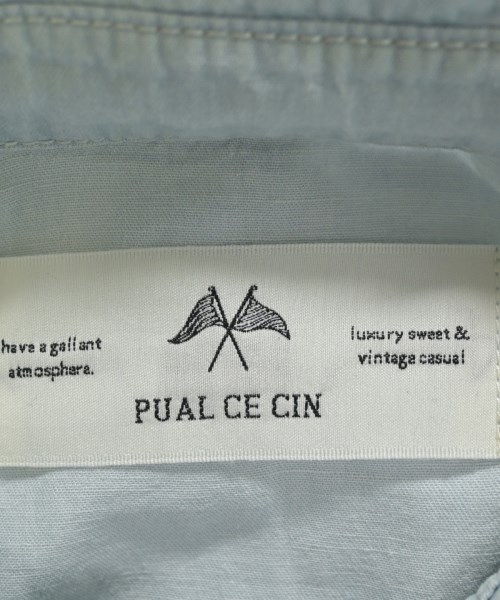 have a gallant
atmosphere.
luxury sweet &
vintage casual
PUAL CE CIN